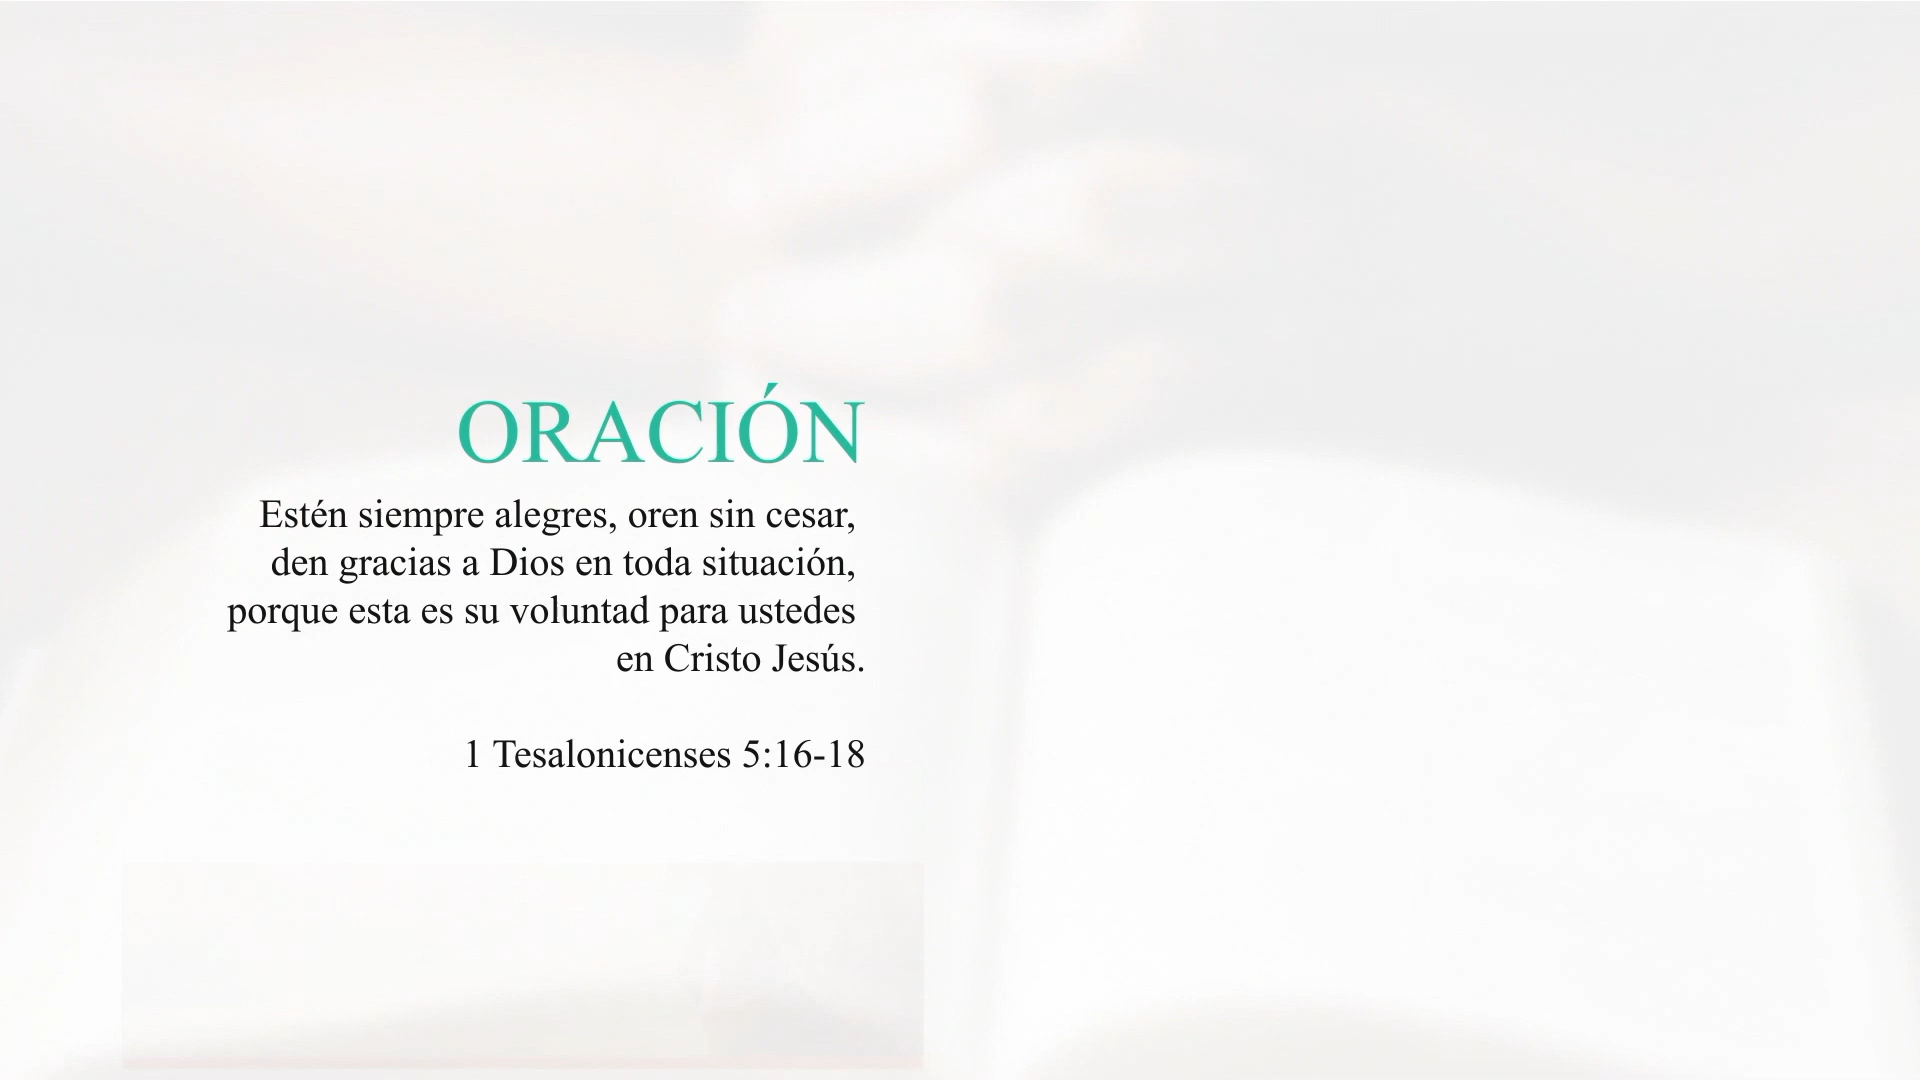 ORACIÓN
Estén siempre alegres, oren sin cesar,
den gracias a Dios en toda situación,
porque esta es su voluntad para ustedes
en Cristo Jesús.
1 Tesalonicenses 5:16-18